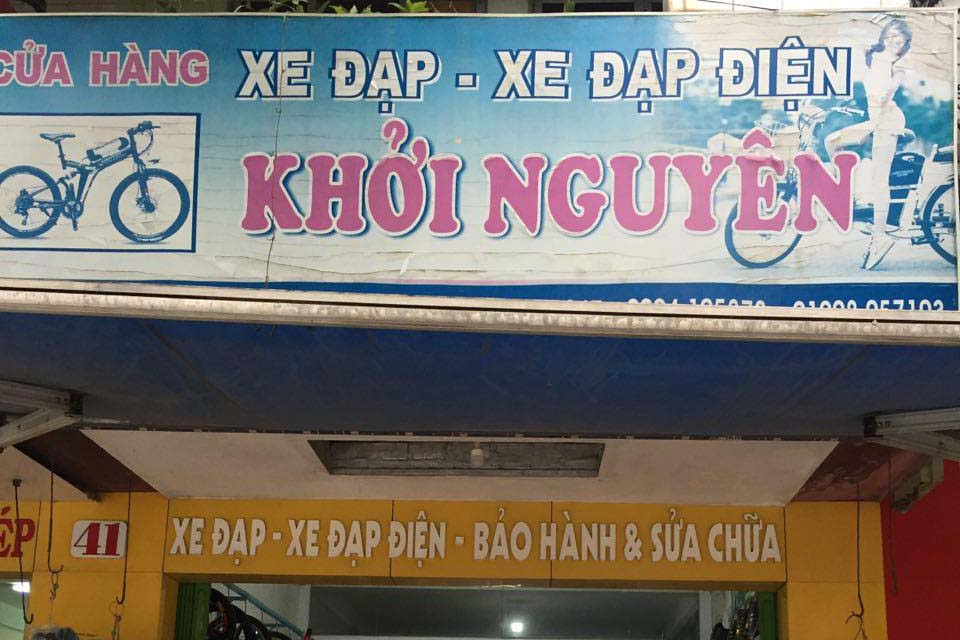 CỬA HÀNG
XE ĐẠP - XE ĐẠP ĐIỆN
KHỞI NGUYÊN
ÉP
41
XE ĐẠP - XE ĐẠP ĐIỆN - BẢO HÀNH & SỬA CHỮA